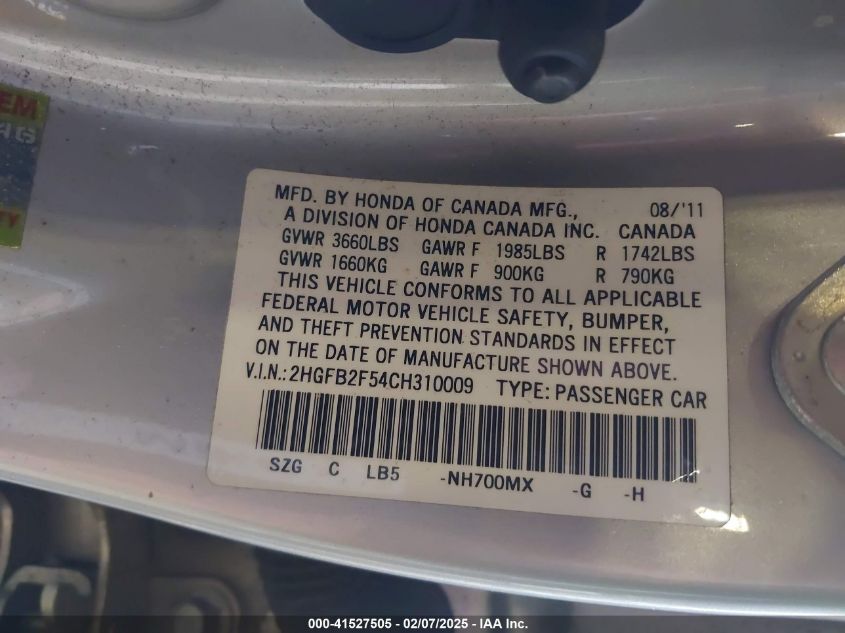 EM
MFD. BY HONDA OF CANADA MFG., 08/'11
A DIVISION OF HONDA CANADA INC. CANADA
GVWR 3660LBS GAWR F 1985LBS R 1742LBS
GVWR 1660KG GAWR F 900KG R 790KG
THIS VEHICLE CONFORMS TO ALL APPLICABLE
FEDERAL MOTOR VEHICLE SAFETY, BUMPER,
AND THEFT PREVENTION STANDARDS IN EFFECT
ON THE DATE OF MANUFACTURE SHOWN ABOVE.
V.I.N.:2HGFB2F54CH310009 TYPE: PASSENGER CAR
SZG C LB5 -NH700MX -G -H
000-41527505 - 02/07/2025 - IAA Inc.